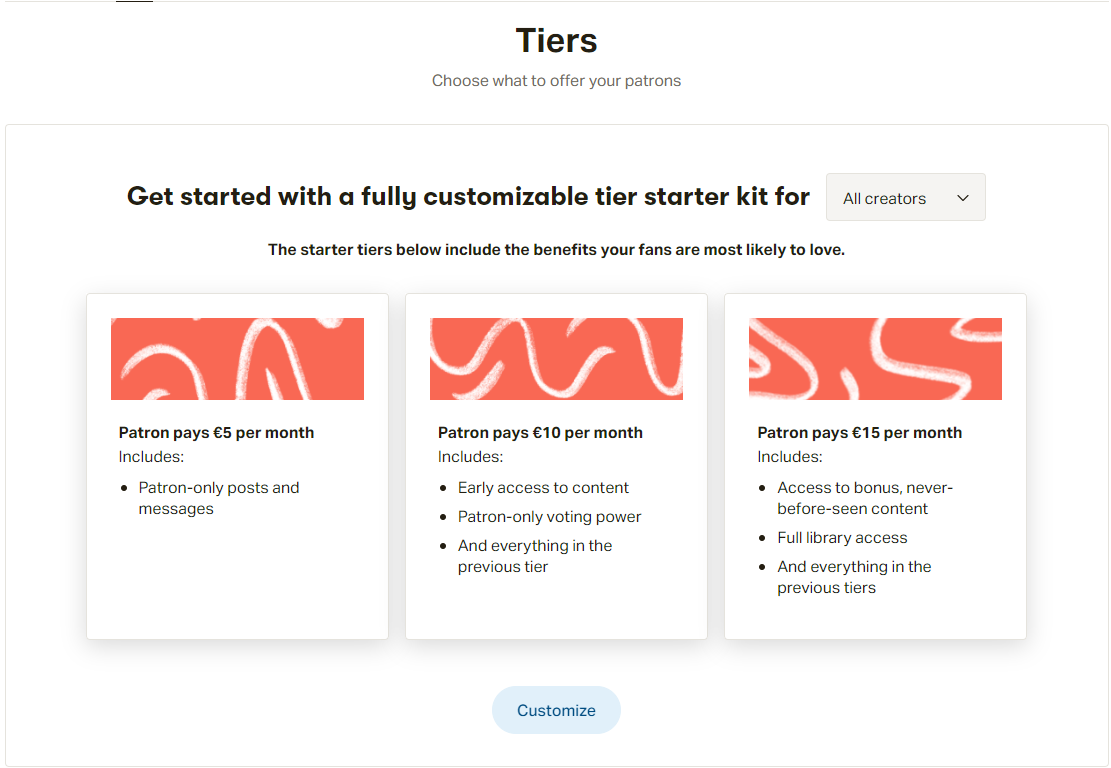 Tiers
Choose what to offer your patrons
Get started with a fully customizable tier starter kit for
All creators
The starter tiers below include the benefits your fans are most likely to love.
Patron pays €5 per month
Includes:
Patron-only posts and
messages
Patron pays €10 per month
Includes:
Early access to content
Patron-only voting power
And everything in the
previous tier
Patron pays €15 per month
Includes:
Access to bonus, never-
before-seen content
Full library access
And everything in the
previous tiers
Customize